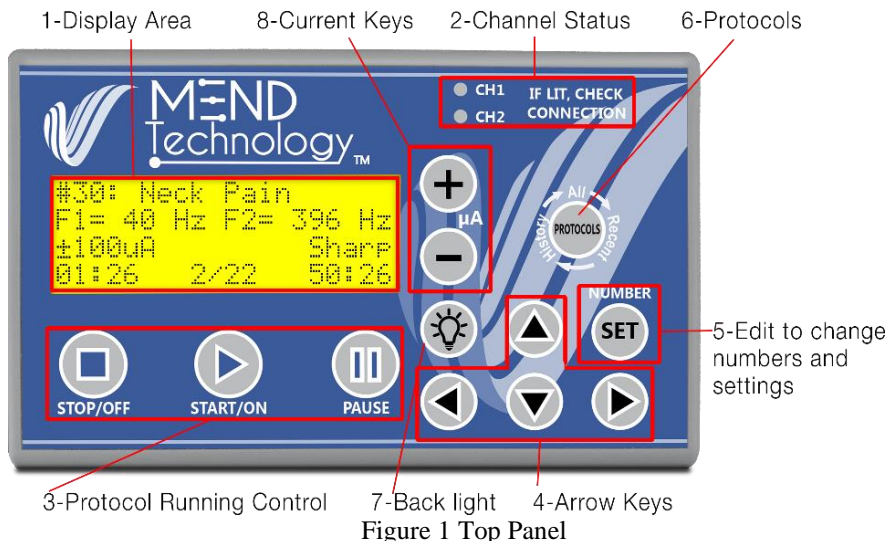 1-Display Area
8-Current Keys
2-Channel Status
6-Protocols
MEND
Technology™
CH1
CH2
IF LIT, CHECK
CONNECTION
#30: Neck Pain
F1= 40 Hz F2= 396 Hz
±100uA Sharp
01:26 2/22 50:26
+
µA
−
All
Recent
History
PROTOCOLS
NUMBER
SET
5-Edit to change
numbers and
settings
STOP/OFF
START/ON
PAUSE
3-Protocol Running Control
7-Back light
4-Arrow Keys
Figure 1 Top Panel